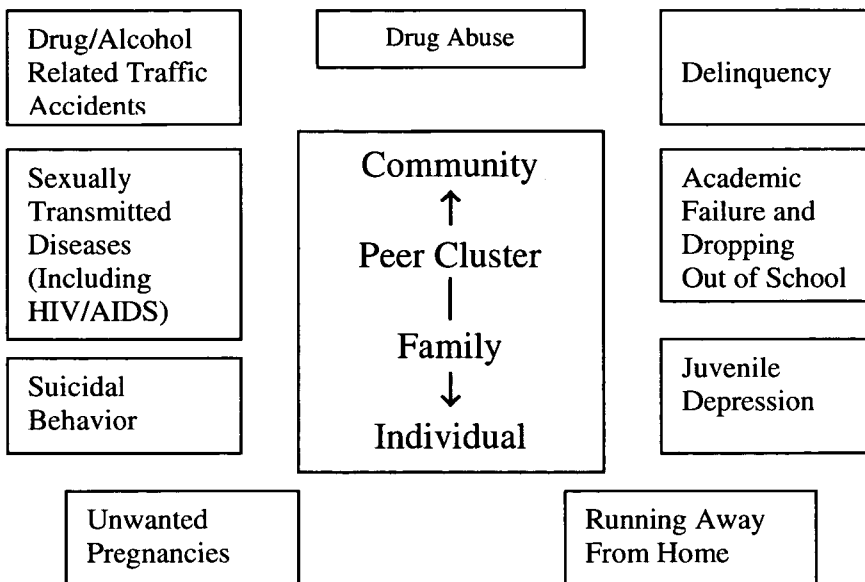 Drug/Alcohol
Related Traffic
Accidents
Drug Abuse
Delinquency
Sexually
Transmitted
Diseases
(Including
HIV/AIDS)
Community
Peer Cluster
Family
Individual
Academic
Failure and
Dropping
Out of School
Suicidal
Behavior
Juvenile
Depression
Unwanted
Pregnancies
Running Away
From Home